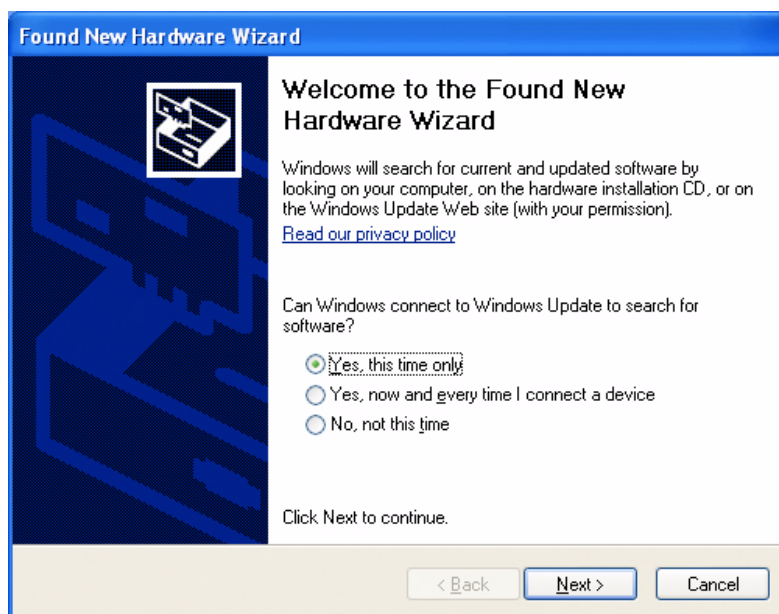 Found New Hardware Wizard
Welcome to the Found New
Hardware Wizard
Windows will search for current and updated software by
looking on your computer, on the hardware installation CD, or on
the Windows Update Web site (with your permission).
Read our privacy policy
Can Windows connect to Windows Update to search for
software?
Yes, this time only
Yes, now and every time I connect a device
No, not this time
Click Next to continue.
< Back
Next >
Cancel